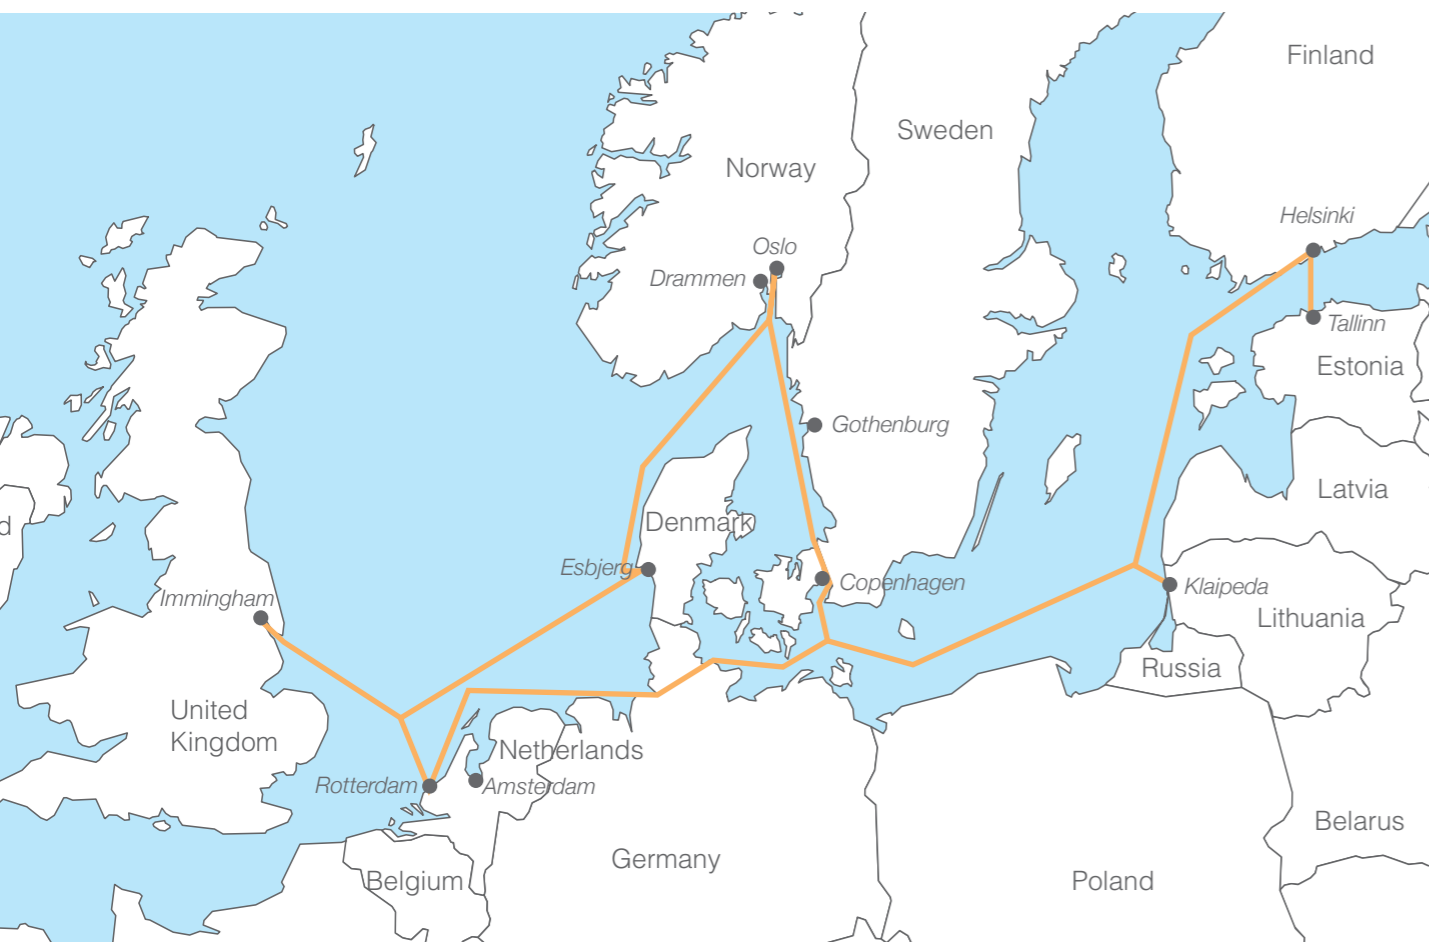 Finland
Sweden
Norway
Helsinki
Oslo
Drammen
Tallinn
Estonia
Gothenburg
Latvia
Denmark
Esbjerg
Copenhagen
Klaipeda
Immingham
Lithuania
Russia
United
Kingdom
Netherlands
Rotterdam
Amsterdam
Belarus
Germany
Belgium
Poland
d